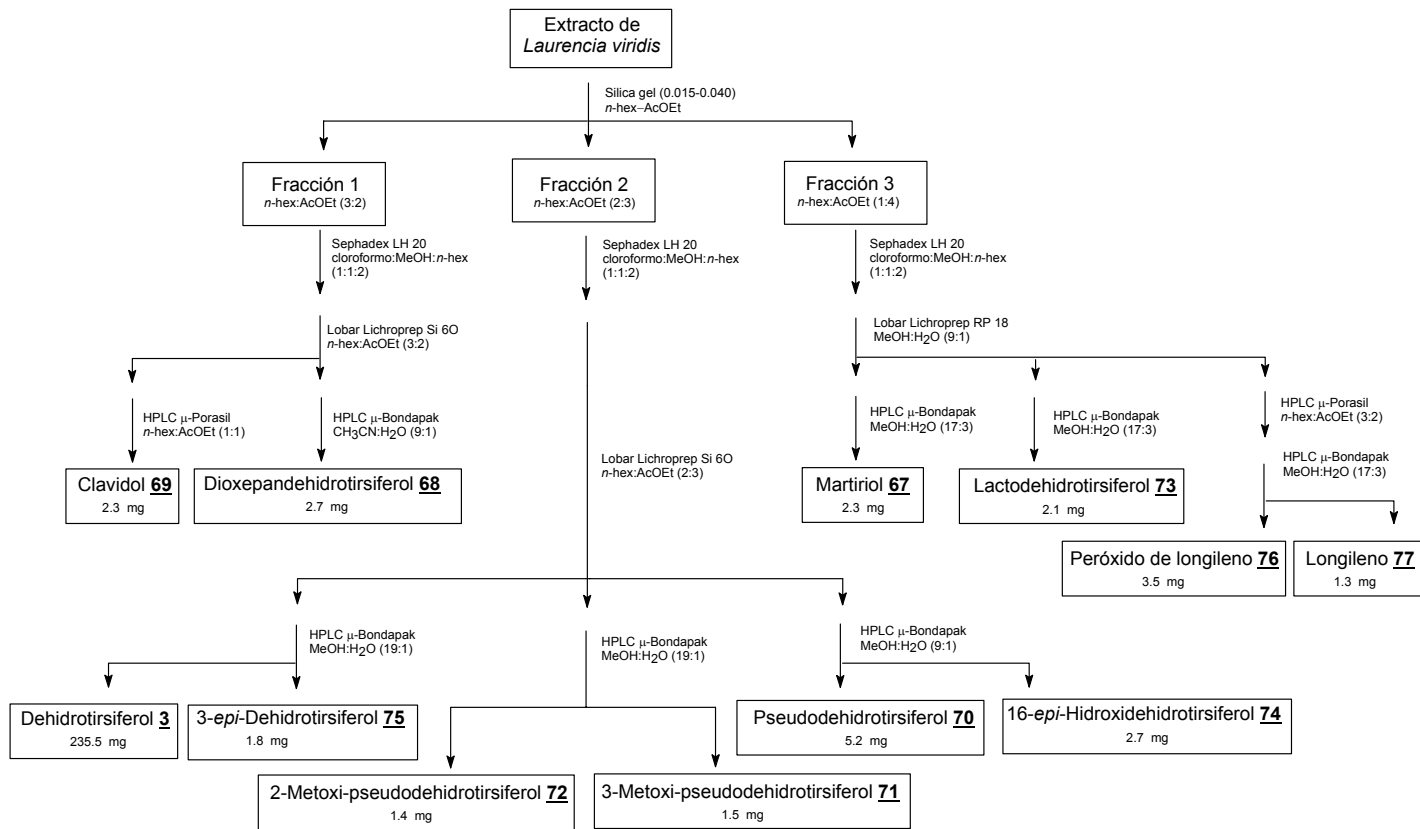 Extracto de
Laurencia viridis
Silica gel (0.015-0.040)
n-hex–AcOEt
Fracción 1
n-hex:AcOEt (3:2)
Fracción 2
n-hex:AcOEt (2:3)
Fracción 3
n-hex:AcOEt (1:4)
Sephadex LH 20
cloroformo:MeOH:n-hex
(1:1:2)
Sephadex LH 20
cloroformo:MeOH:n-hex
(1:1:2)
Sephadex LH 20
cloroformo:MeOH:n-hex
(1:1:2)
Lobar Lichroprep Si 6O
n-hex:AcOEt (3:2)
Lobar Lichroprep RP 18
MeOH:H2O (9:1)
HPLC μ-Porasil
n-hex:AcOEt (1:1)
HPLC μ-Bondapak
CH3CN:H2O (9:1)
HPLC μ-Bondapak
MeOH:H2O (17:3)
HPLC μ-Bondapak
MeOH:H2O (17:3)
HPLC μ-Porasil
n-hex:AcOEt (3:2)
HPLC μ-Bondapak
MeOH:H2O (17:3)
Lobar Lichroprep Si 6O
n-hex:AcOEt (2:3)
Clavidol 69
2.3 mg
Dioxepandehidrotirsiferol 68
2.7 mg
Martiriol 67
2.3 mg
Lactodehidrotirsiferol 73
2.1 mg
Peróxido de longileno 76
3.5 mg
Longileno 77
1.3 mg
HPLC μ-Bondapak
MeOH:H2O (19:1)
HPLC μ-Bondapak
MeOH:H2O (19:1)
HPLC μ-Bondapak
MeOH:H2O (9:1)
Dehidrotirsiferol 3
235.5 mg
3-epi-Dehidrotirsiferol 75
1.8 mg
Pseudodehidrotirsiferol 70
5.2 mg
16-epi-Hidroxidehidrotirsiferol 74
2.7 mg
2-Metoxi-pseudodehidrotirsiferol 72
1.4 mg
3-Metoxi-pseudodehidrotirsiferol 71
1.5 mg